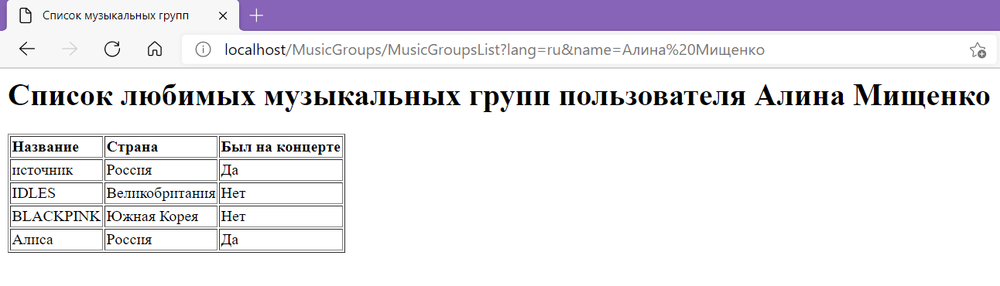 Список музыкальных групп
localhost/MusicGroups/MusicGroupsList?lang=ru&name=Алина%20Мищенко
Список любимых музыкальных групп пользователя Алина Мищенко
Название Страна Был на концерте
источник Россия Да
IDLES Великобритания Нет
BLACKPINK Южная Корея Нет
Алиса Россия Да